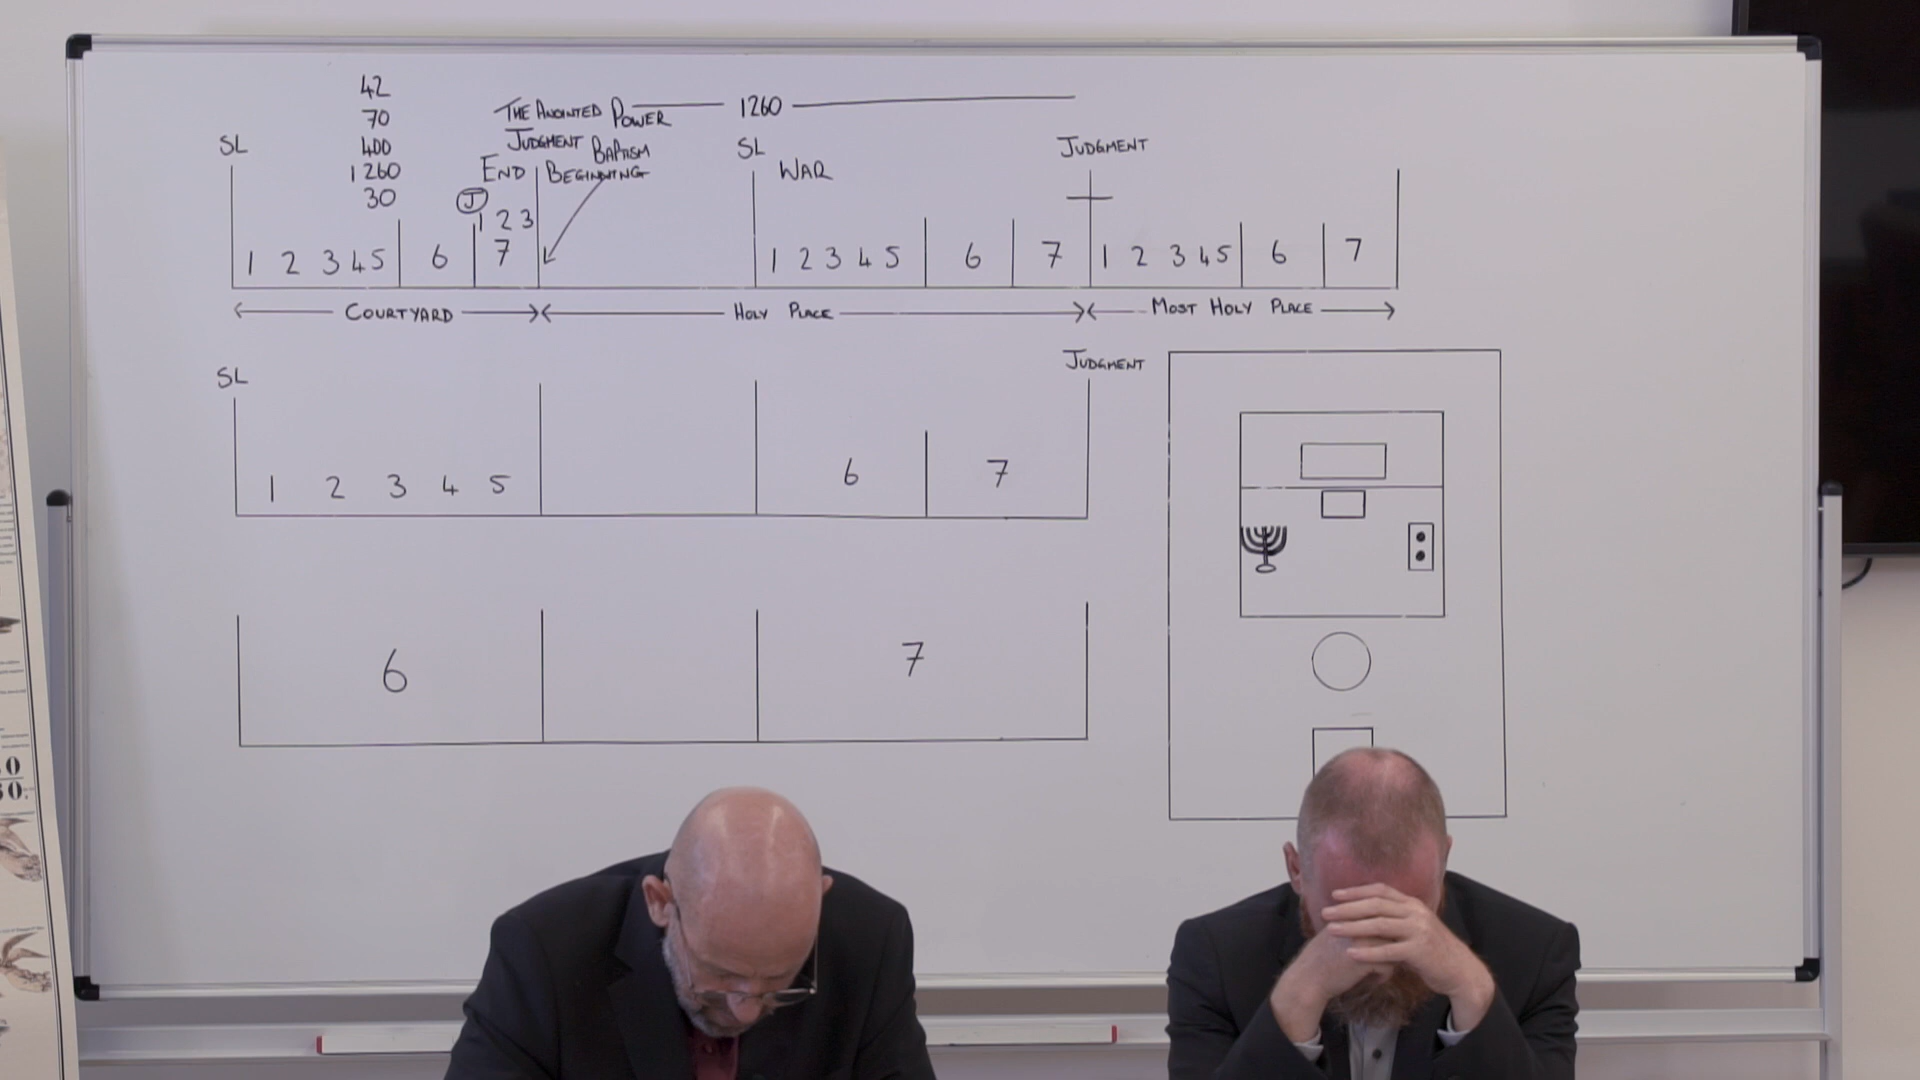 42
70
400
1260
30
THE ANOINTED POWER 1260
JUDGMENT BAPTISM
END BEGINNING
SL
SL
WAR
JUDGMENT
J
1 2 3
1 2 3 4 5 6 7
1 2 3 4 5 6 7
1 2 3 4 5 6 7
COURTYARD HOLY PLACE MOST HOLY PLACE
SL
JUDGMENT
1 2 3 4 5 6 7
6 7